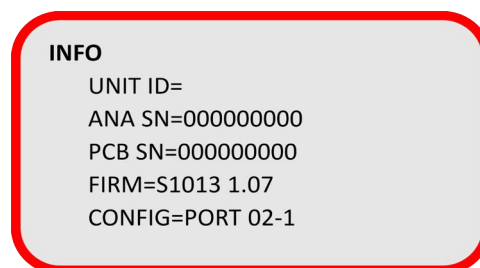 INFO
UNIT ID=
ANA SN=000000000
PCB SN=000000000
FIRM=S1013 1.07
CONFIG=PORT 02-1